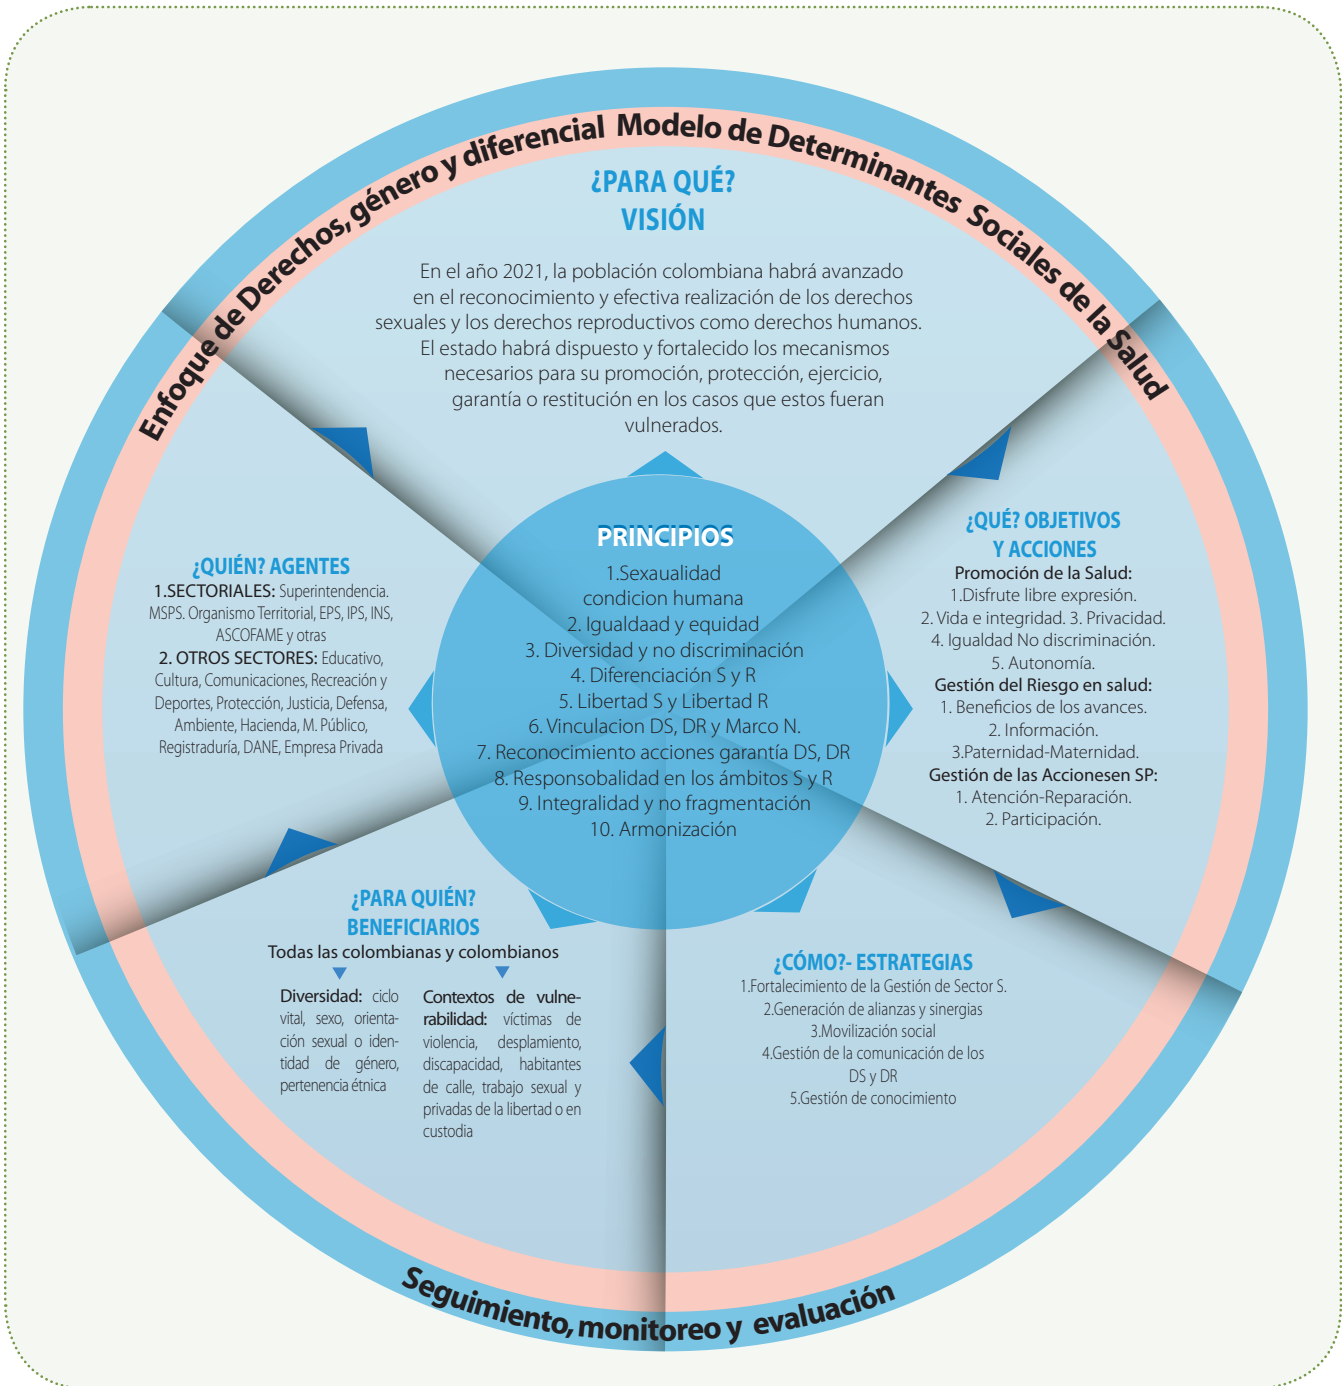 Enfoque de Derechos, género y diferencial Modelo de Determinantes Sociales de la Salud
¿PARA QUÉ?
VISIÓN
En el año 2021, la población colombiana habrá avanzado
en el reconocimiento y efectiva realización de los derechos
sexuales y los derechos reproductivos como derechos humanos.
El estado habrá dispuesto y fortalecido los mecanismos
necesarios para su promoción, protección, ejercicio,
garantía o restitución en los casos que estos fueran
vulnerados.
¿QUÉ? OBJETIVOS
Y ACCIONES
Promoción de la Salud:
1.Disfrute libre expresión.
2. Vida e integridad. 3. Privacidad.
4. Igualdad No discriminación.
5. Autonomía.
Gestión del Riesgo en salud:
1. Beneficios de los avances.
2. Información.
3.Paternidad-Maternidad.
Gestión de las Accionesen SP:
1. Atención-Reparación.
2. Participación.
¿CÓMO?- ESTRATEGIAS
1.Fortalecimiento de la Gestión de Sector S.
2.Generación de alianzas y sinergias
3.Movilización social
4.Gestión de la comunicación de los
DS y DR
5.Gestión de conocimiento
¿PARA QUIÉN?
BENEFICIARIOS
Todas las colombianas y colombianos
Diversidad: ciclo
vital, sexo, orienta-
ción sexual o iden-
tidad de género,
pertenencia étnica
Contextos de vulne-
rabilidad: víctimas de
violencia, desplamiento,
discapacidad, habitantes
de calle, trabajo sexual y
privadas de la libertad o en
custodia
¿QUIÉN? AGENTES
1.SECTORIALES: Superintendencia.
MSPS. Organismo Territorial, EPS, IPS, INS,
ASCOFAME y otras
2. OTROS SECTORES: Educativo,
Cultura, Comunicaciones, Recreación y
Deportes, Protección, Justicia, Defensa,
Ambiente, Hacienda, M. Público,
Registraduría, DANE, Empresa Privada
PRINCIPIOS
1.Sexaualidad
condicion humana
2. Igualdaad y equidad
3. Diversidad y no discriminación
4. Diferenciación S y R
5. Libertad S y Libertad R
6. Vinculacion DS, DR y Marco N.
7. Reconocimiento acciones garantía DS, DR
8. Responsobalidad en los ámbitos S y R
9. Integralidad y no fragmentación
10. Armonización
Seguimiento, monitoreo y evaluación